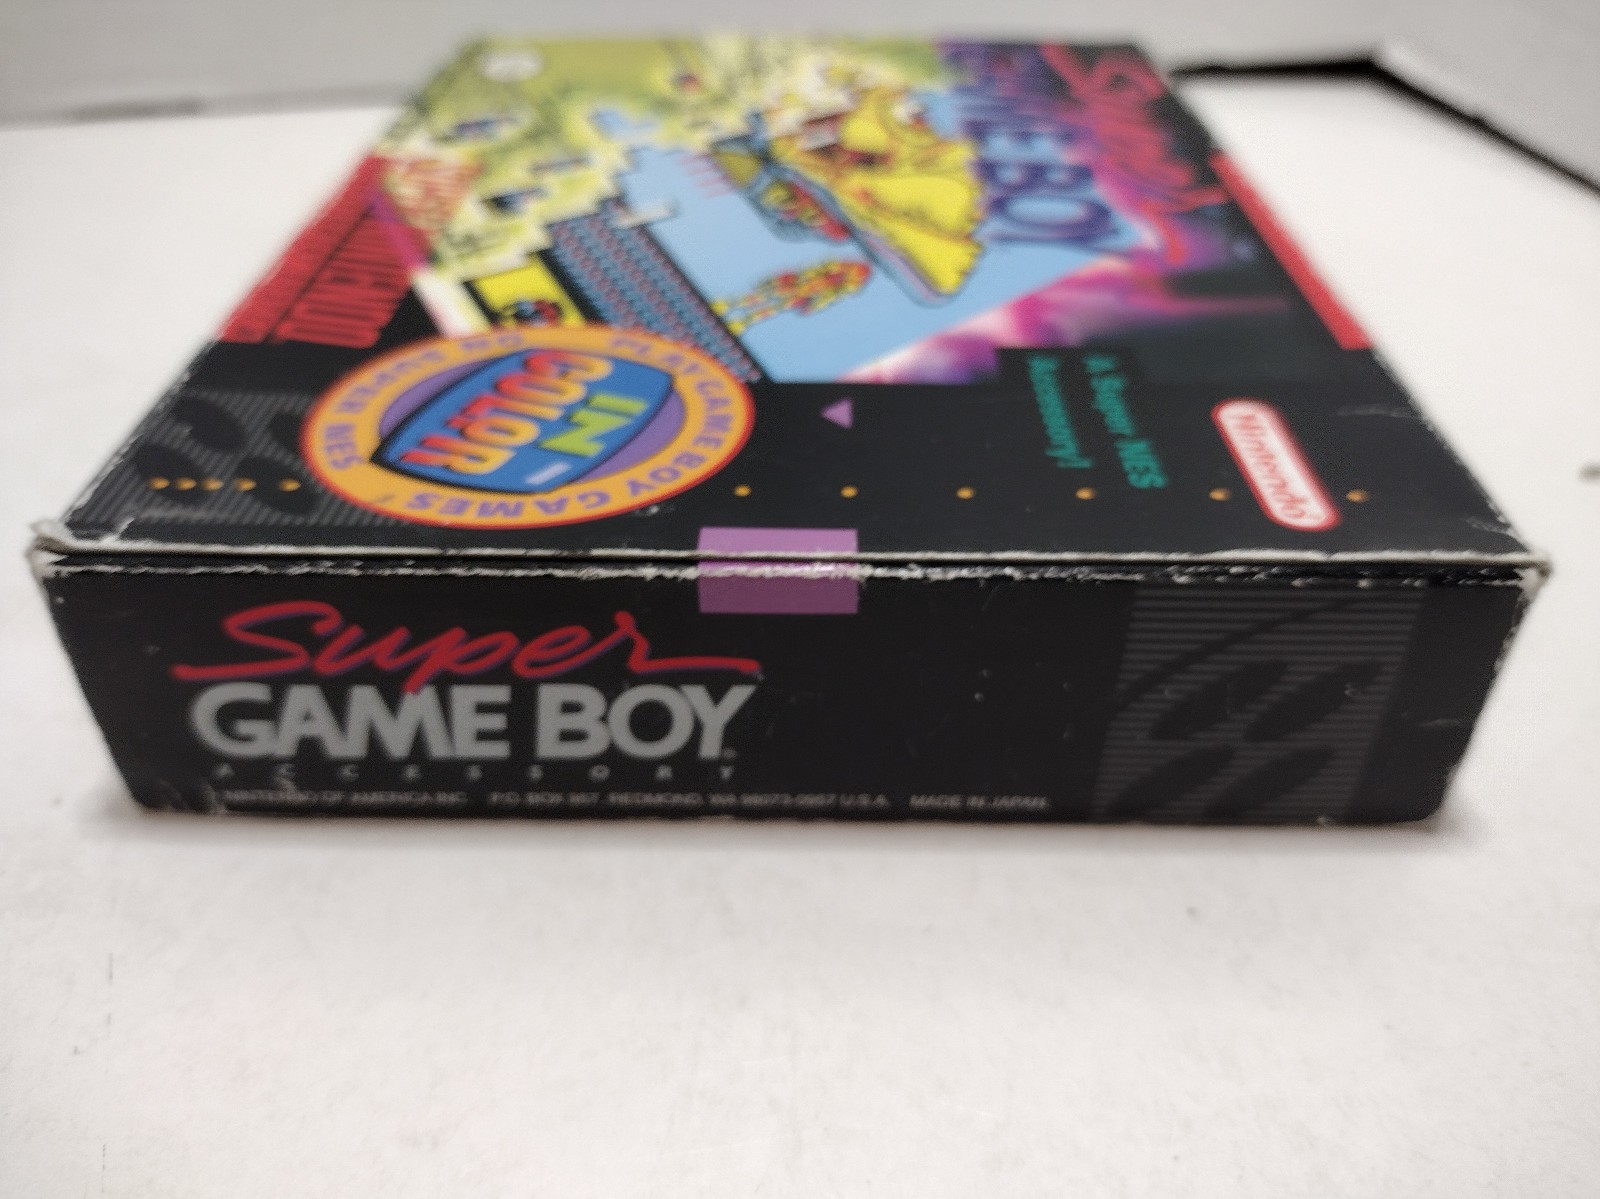 Super
GAME BOY
Nintendo
A Super NES
Accessory!
PLAY GAME BOY GAMES
ON YOUR SUPER NES
IN
COLOR
Super
GAME BOY
ACCESSORY
NINTENDO OF AMERICA INC. P.O. BOX 957, REDMOND, WA 98073-0957 U.S.A. MADE IN JAPAN